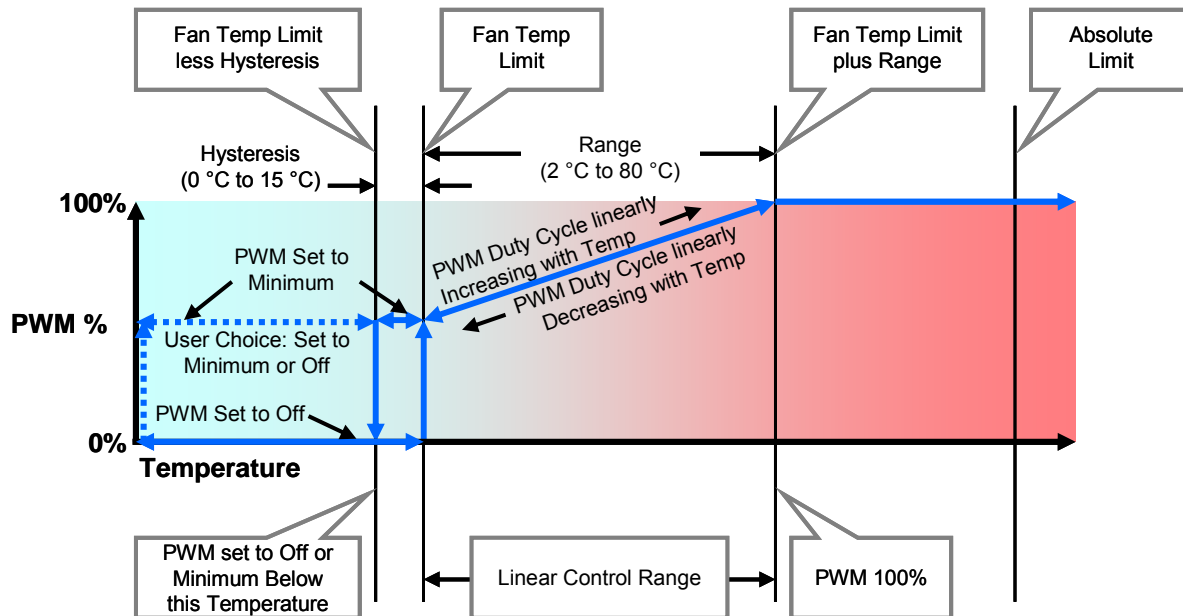 Fan Temp Limit
less Hysteresis
Fan Temp
Limit
Fan Temp Limit
plus Range
Absolute
Limit
Hysteresis
(0 °C to 15 °C)
Range
(2 °C to 80 °C)
100%
PWM Duty Cycle linearly
Increasing with Temp
PWM Duty Cycle linearly
Decreasing with Temp
PWM Set to
Minimum
PWM %
User Choice: Set to
Minimum or Off
PWM Set to Off
0%
Temperature
PWM set to Off or
Minimum Below
this Temperature
Linear Control Range
PWM 100%